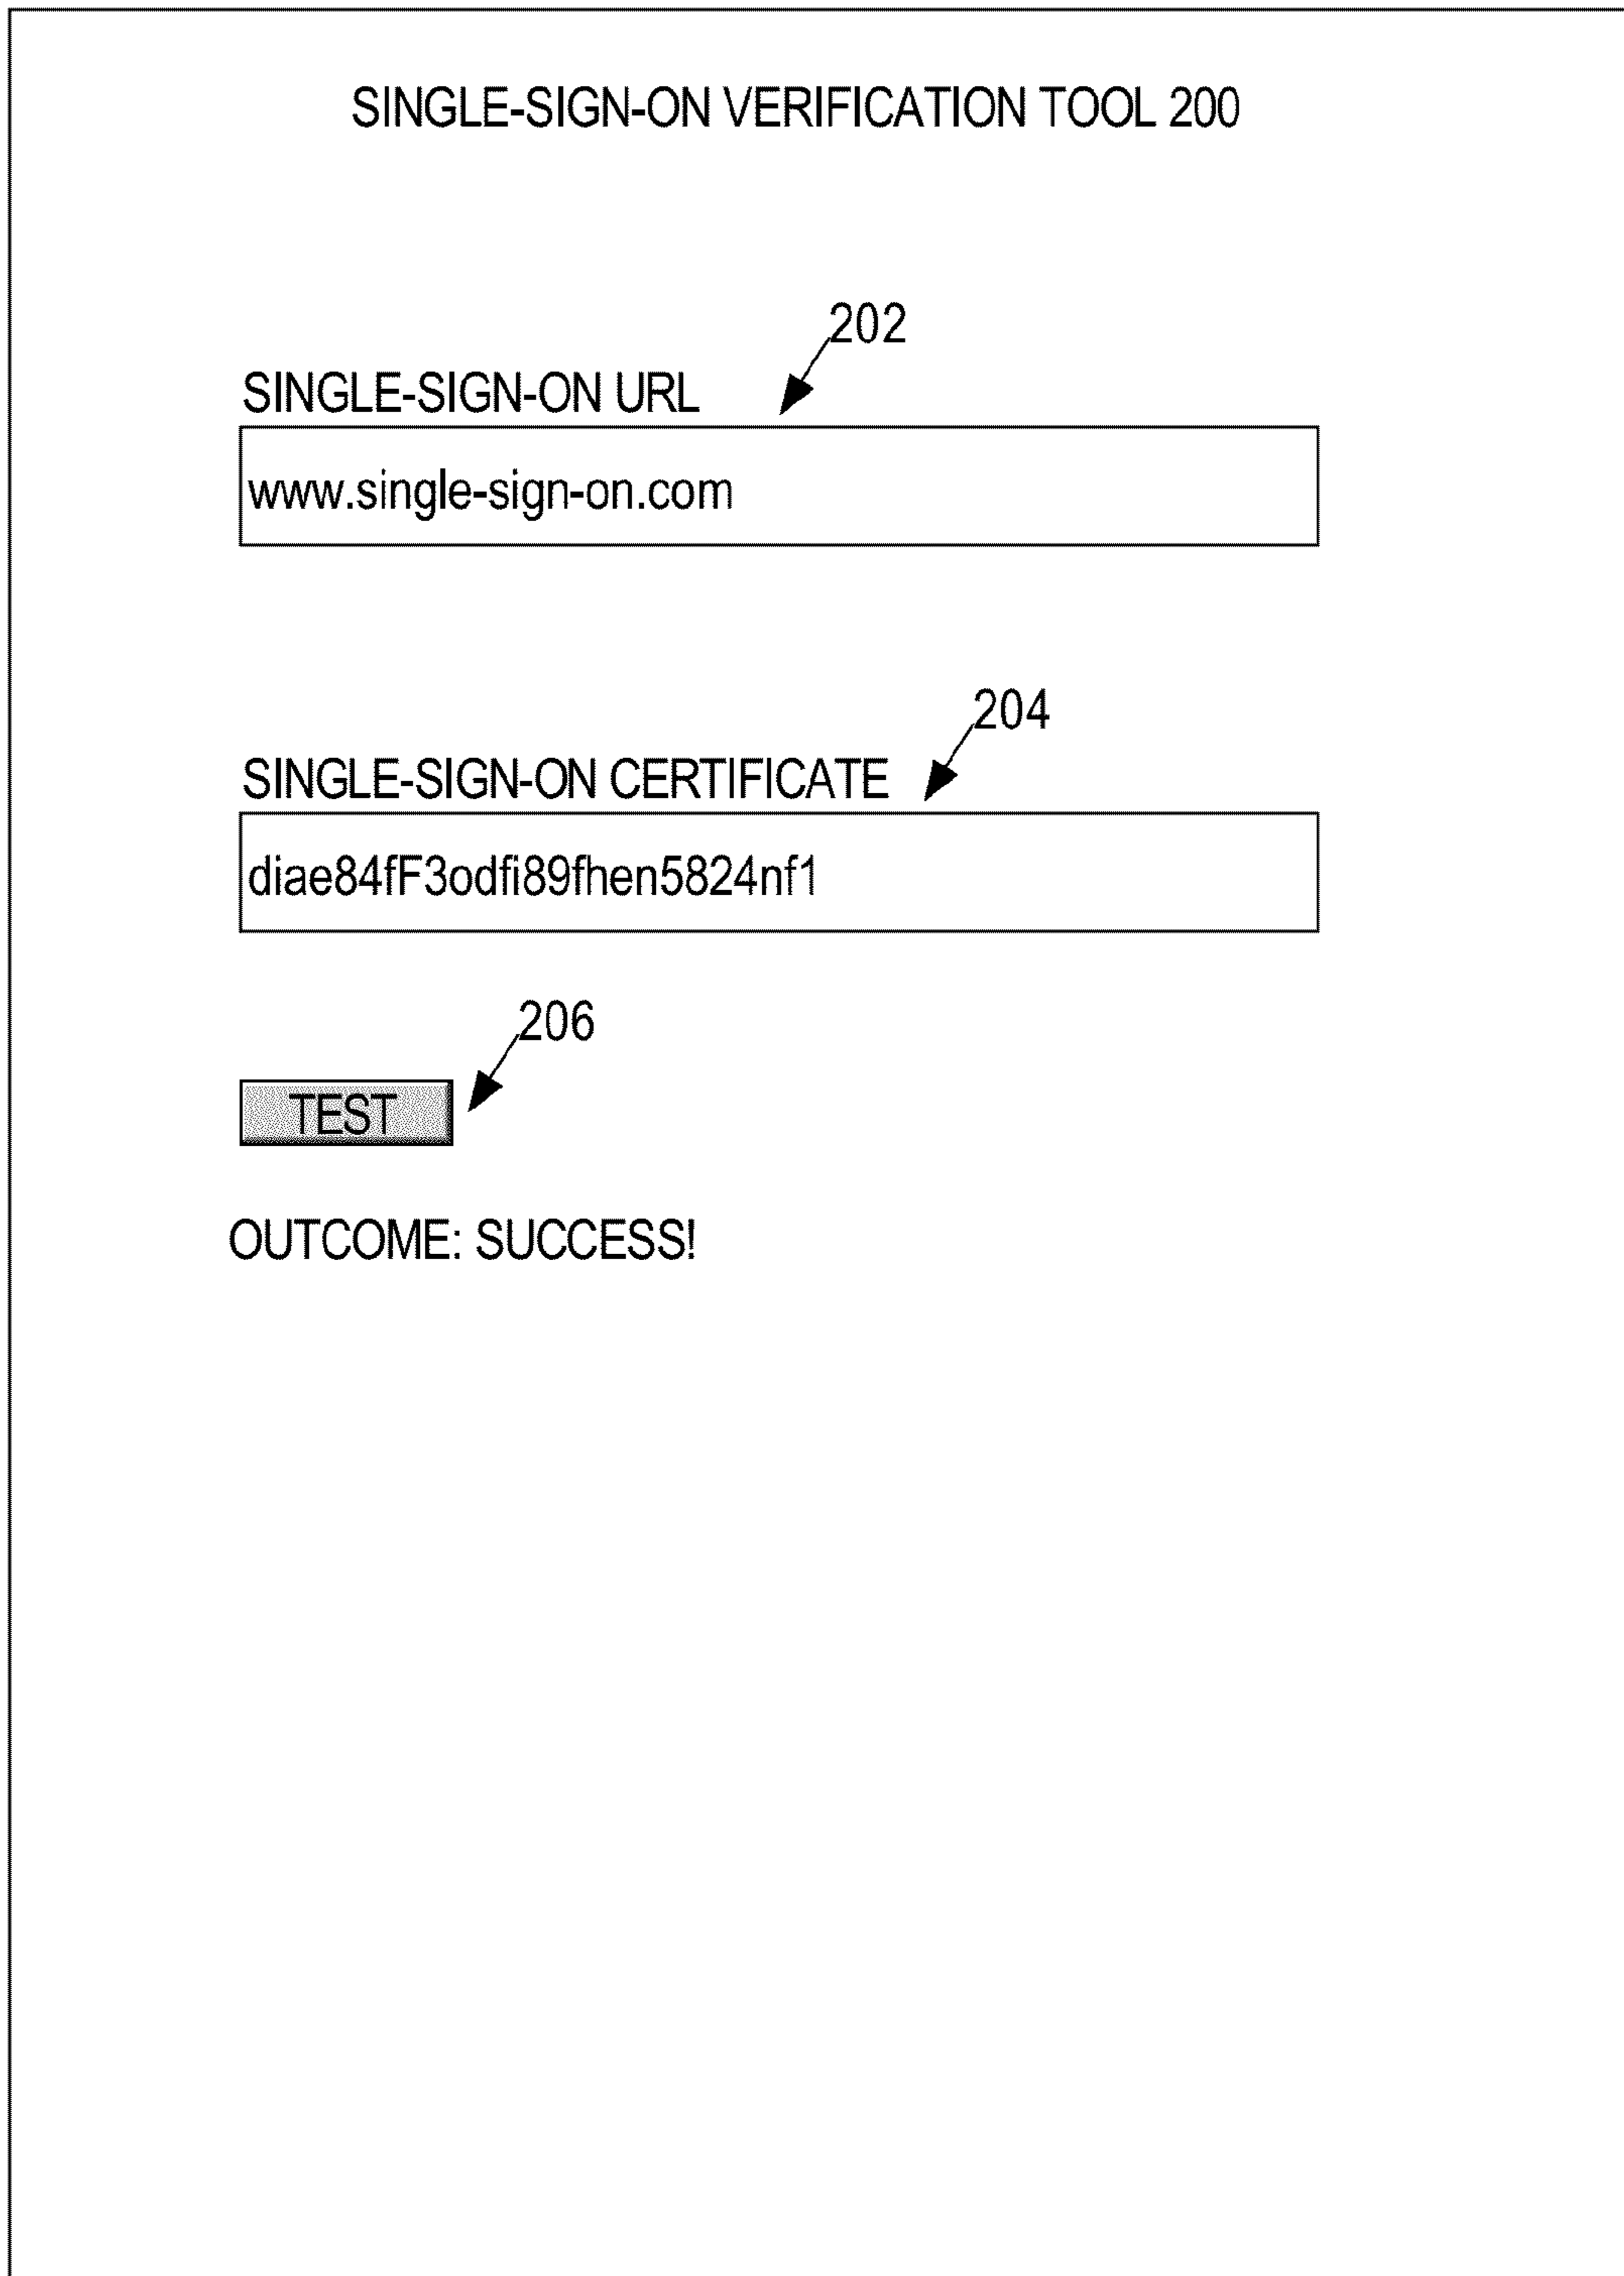 SINGLE-SIGN-ON VERIFICATION TOOL 200
202
SINGLE-SIGN-ON URL
www.single-sign-on.com
204
SINGLE-SIGN-ON CERTIFICATE
diae84fF3odfi89fhen5824nf1
206
TEST
OUTCOME: SUCCESS!